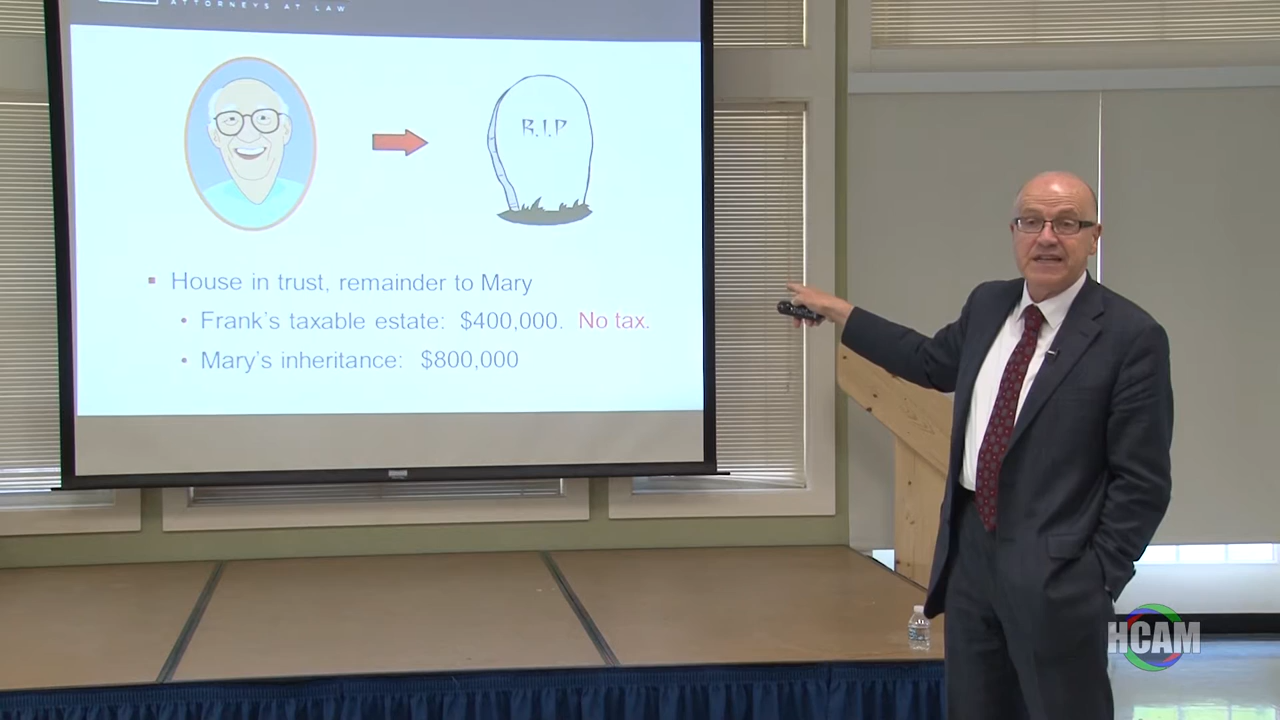 ATTORNEYS AT LAW
R.I.P
▪ House in trust, remainder to Mary
• Frank's taxable estate: $400,000. No tax.
• Mary's inheritance: $800,000
HCAM